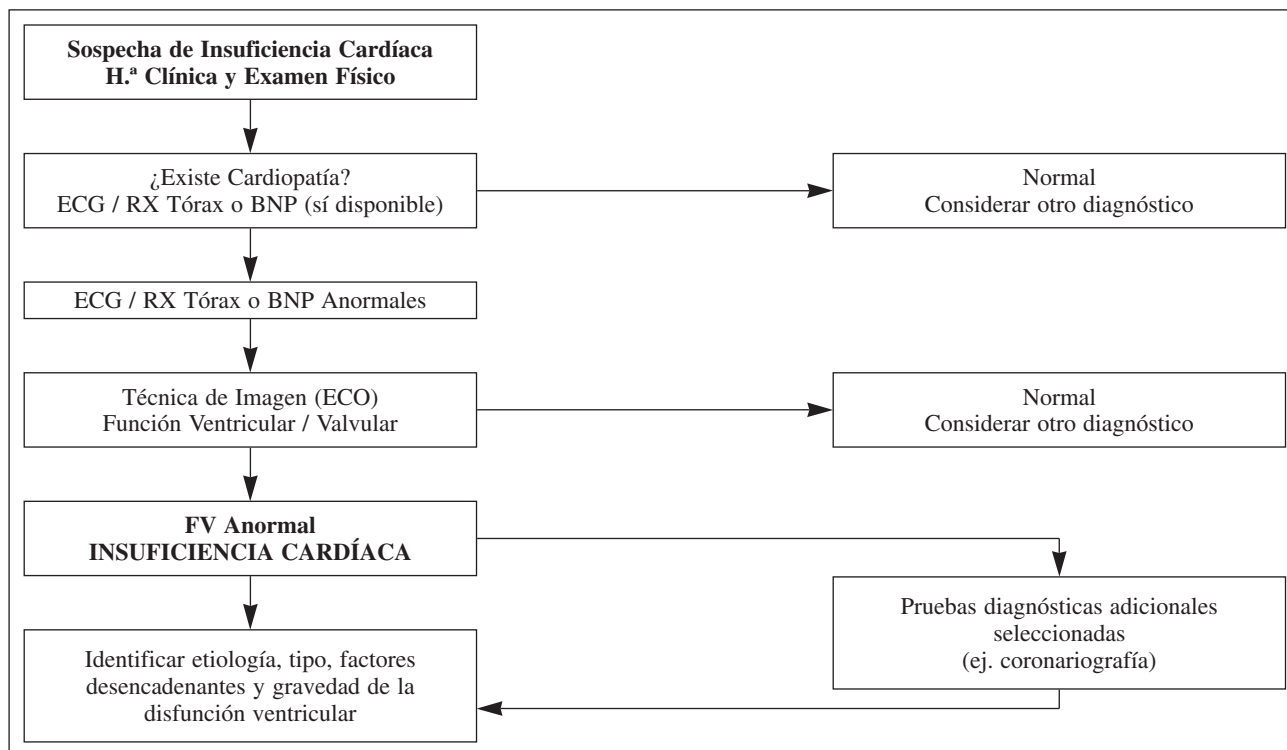 Sospecha de Insuficiencia Cardíaca
H.ª Clínica y Examen Físico
¿Existe Cardiopatía?
ECG / RX Tórax o BNP (sí disponible)
Normal
Considerar otro diagnóstico
ECG / RX Tórax o BNP Anormales
Técnica de Imagen (ECO)
Función Ventricular / Valvular
Normal
Considerar otro diagnóstico
FV Anormal
INSUFICIENCIA CARDÍACA
Pruebas diagnósticas adicionales
seleccionadas
(ej. coronariografía)
Identificar etiología, tipo, factores
desencadenantes y gravedad de la
disfunción ventricular